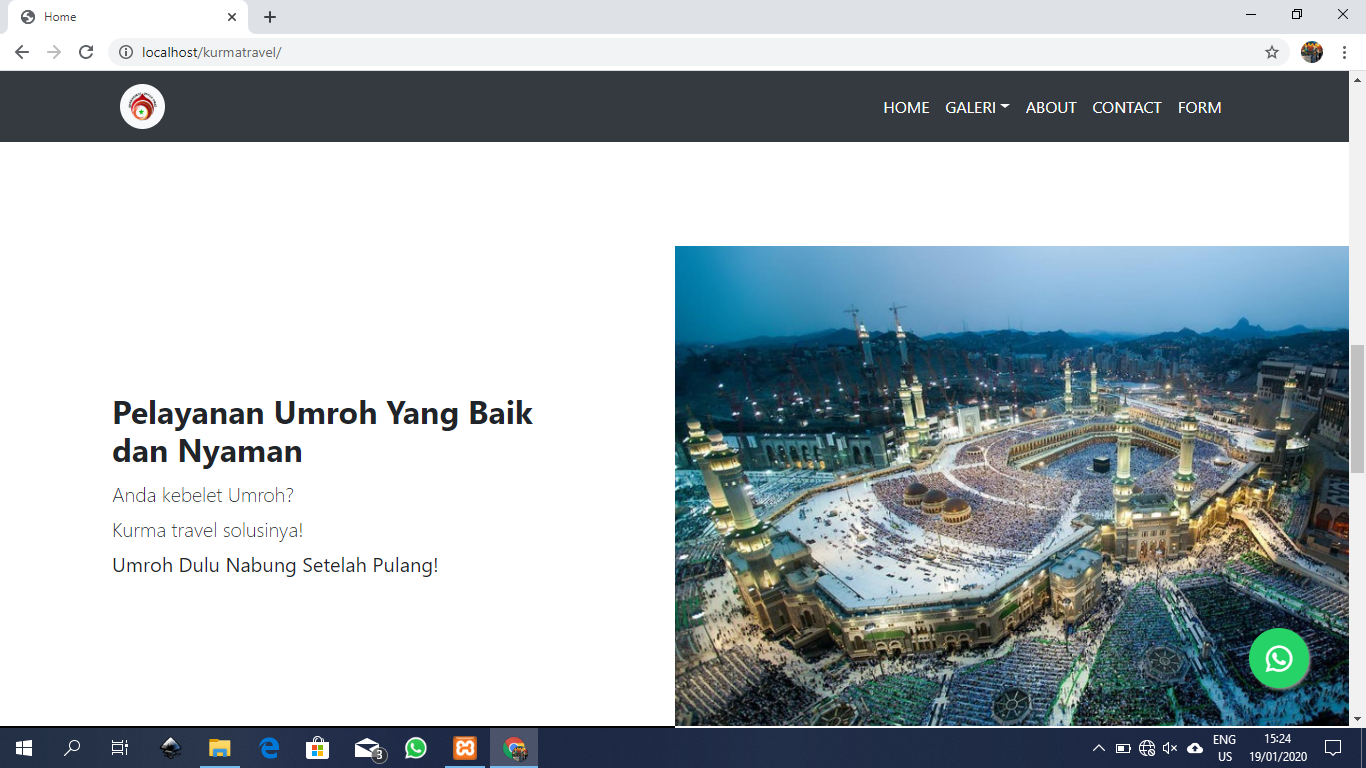 Home
localhost/kurmatravel/
HOME GALERI ABOUT CONTACT FORM
Pelayanan Umroh Yang Baik
dan Nyaman
Anda kebelet Umroh?
Kurma travel solusinya!
Umroh Dulu Nabung Setelah Pulang!
3
ENG
US
15:24
19/01/2020